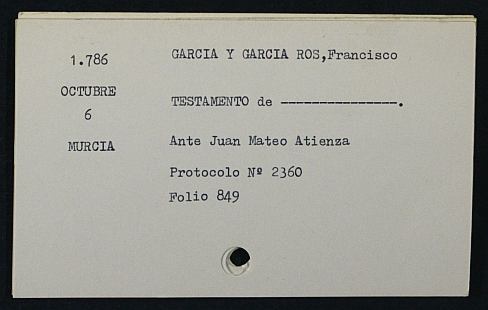 1.786
OCTUBRE
6
MURCIA
GARCIA Y GARCIA ROS,Francisco
TESTAMENTO de ---------------.
Ante Juan Mateo Atienza
Protocolo Nº 2360
Folio 849